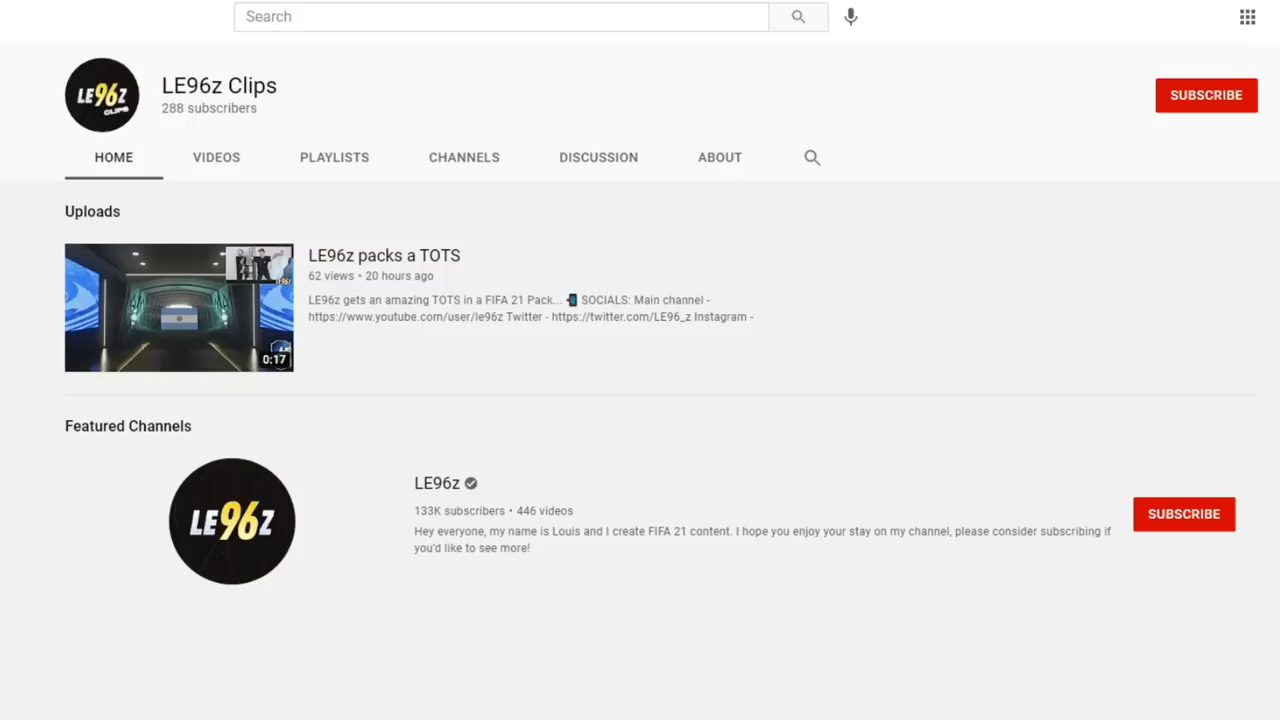 Search
LE96Z
CLIPS
LE96z Clips
288 subscribers
SUBSCRIBE
HOME VIDEOS PLAYLISTS CHANNELS DISCUSSION ABOUT
Uploads
LE96z packs a TOTS
62 views • 20 hours ago
LE96z gets an amazing TOTS in a FIFA 21 Pack... 📲 SOCIALS: Main channel -
https://www.youtube.com/user/le96z Twitter - https://twitter.com/LE96_z Instagram -
0:17
Featured Channels
LE96Z
LE96z
133K subscribers • 446 videos
Hey everyone, my name is Louis and I create FIFA 21 content. I hope you enjoy your stay on my channel, please consider subscribing if
you'd like to see more!
SUBSCRIBE